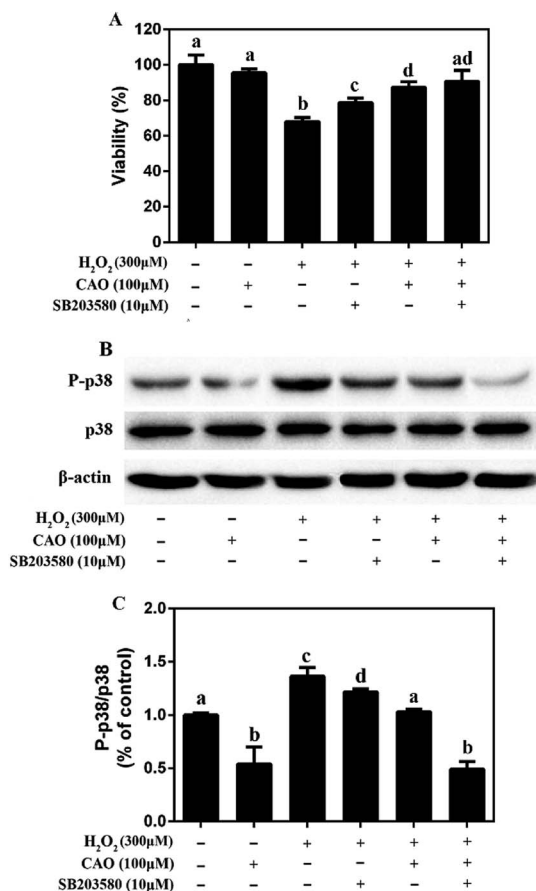 A
120
100
80
60
40
20
0
Viability (%)
a a b c d ad
H₂O₂ (300μM) – – + + + +
CAO (100μM) – + – – + +
SB203580 (10μM) – – – + – +
B
P-p38
p38
β-actin
H₂O₂ (300μM) – – + + + +
CAO (100μM) – + – – + +
SB203580 (10μM) – – – + – +
C
2.0
1.5
1.0
0.5
0.0
P-p38/p38
(% of control)
a b c d a b
H₂O₂ (300μM) – – + + + +
CAO (100μM) – + – – + +
SB203580 (10μM) – – – + – +